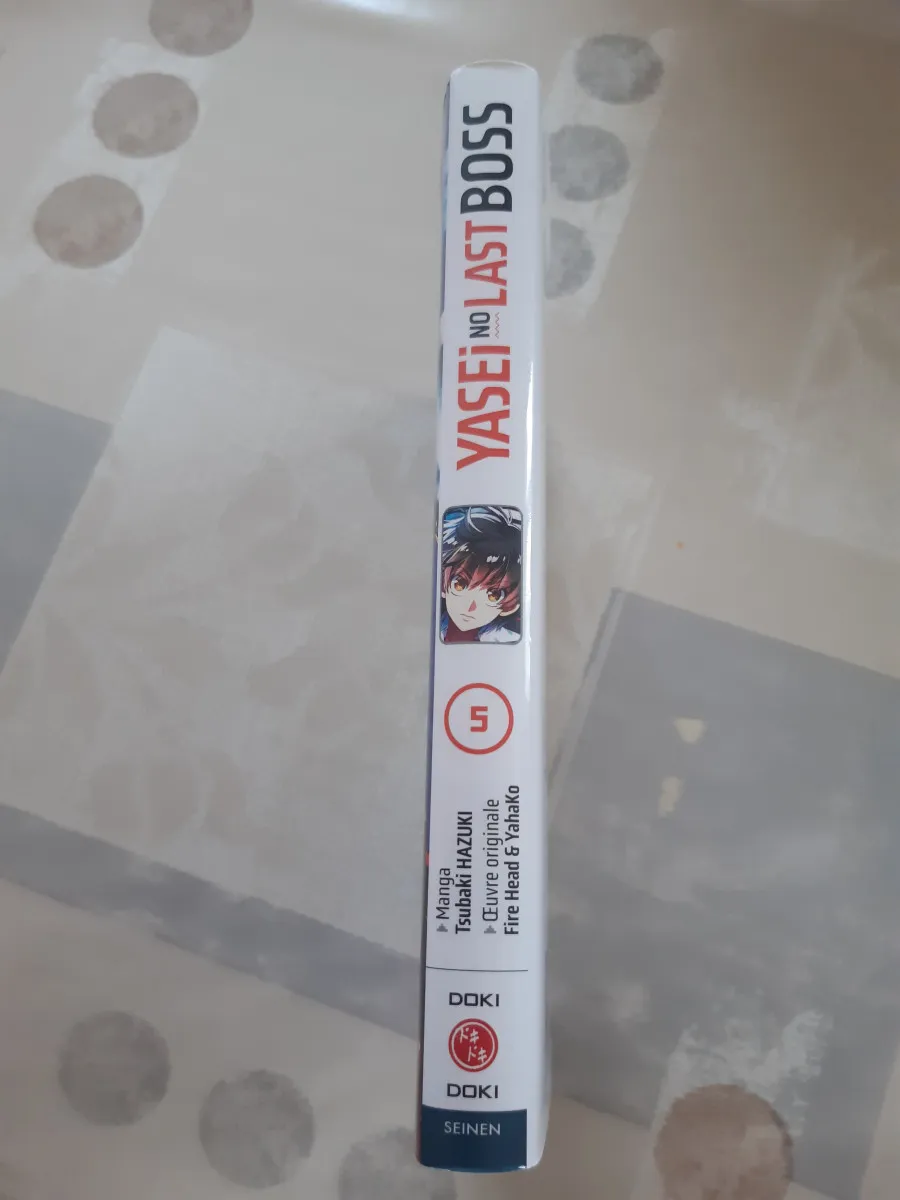 YASEi NO LAST BOSS
5
Manga
Tsubaki HAZUKI
Œuvre originale
Fire Head & YahaKo
DOKI
ドキ
ドキ
DOKI
SEINEN